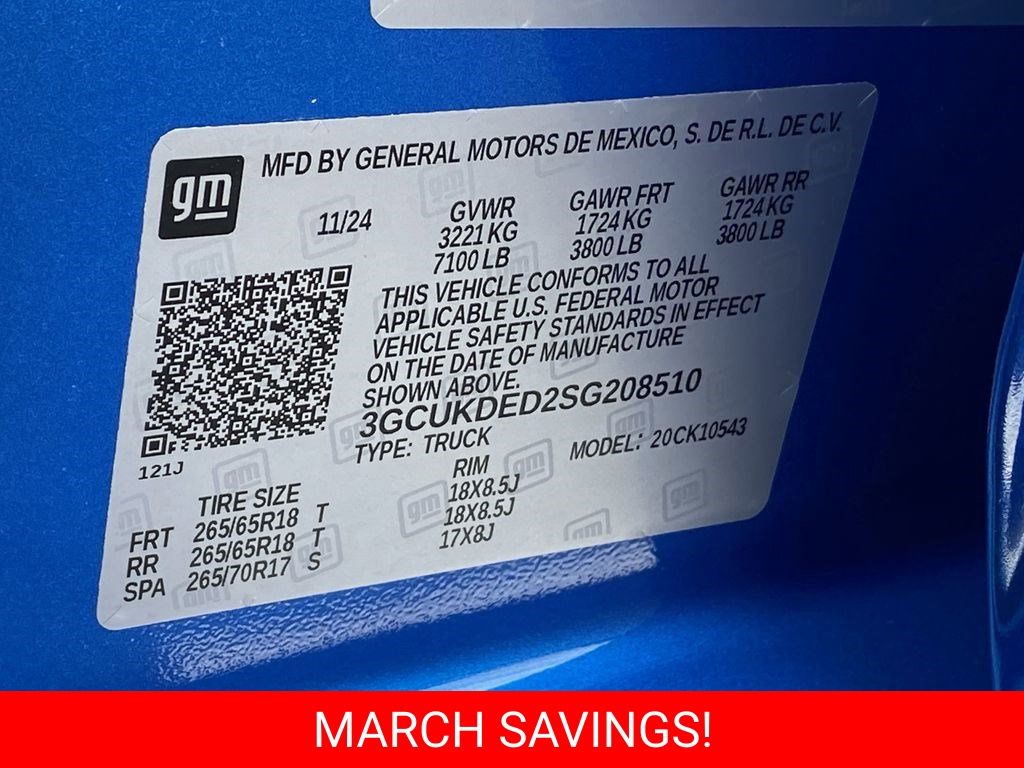 gm
MFD BY GENERAL MOTORS DE MEXICO, S. DE R.L. DE C.V.
11/24
GVWR
3221 KG
7100 LB
GAWR FRT
1724 KG
3800 LB
GAWR RR
1724 KG
3800 LB
THIS VEHICLE CONFORMS TO ALL
APPLICABLE U.S. FEDERAL MOTOR
VEHICLE SAFETY STANDARDS IN EFFECT
ON THE DATE OF MANUFACTURE
SHOWN ABOVE.
3GCUKDED2SG208510
TYPE: TRUCK MODEL: 20CK10543
121J
TIRE SIZE RIM
FRT 265/65R18 T 18X8.5J
RR 265/65R18 T 18X8.5J
SPA 265/70R17 S 17X8J
MARCH SAVINGS!